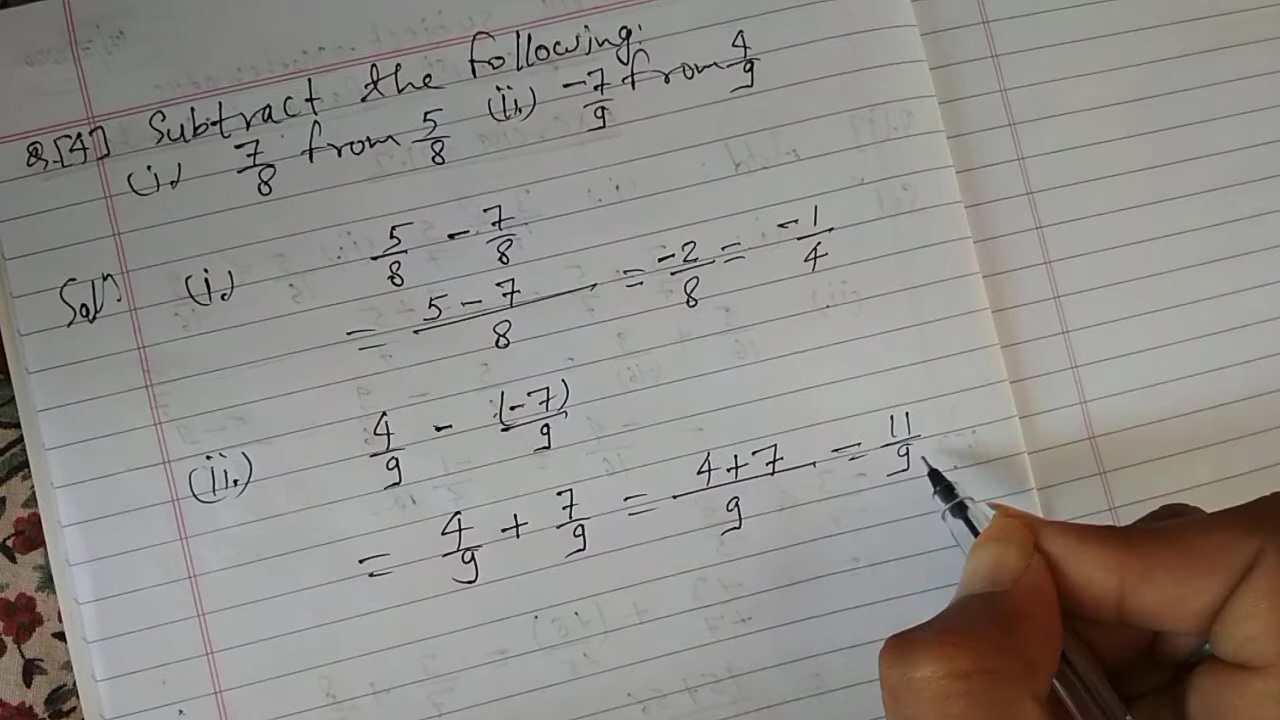 Q.[4] Subtract the following:
(i.) 7/8 from 5/8 (ii.) -7/9 from 4/9
Solⁿ (i.) 5/8 - 7/8
= 5-7/8 = -2/8 = -1/4
(ii.) 4/9 - (-7)/9
= 4/9 + 7/9 = 4+7/9 = 11/9